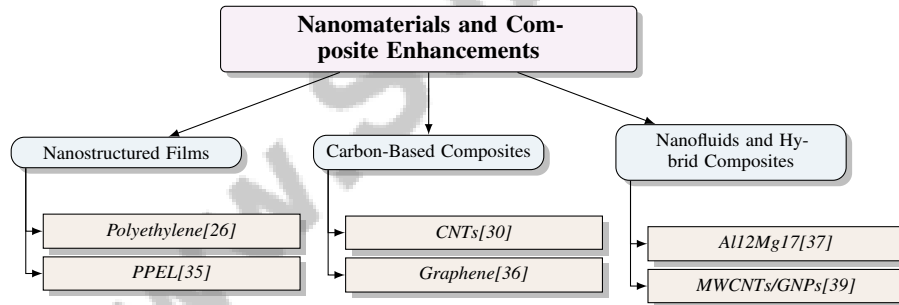 Nanomaterials and Com-
posite Enhancements
Nanostructured Films
Carbon-Based Composites
Nanofluids and Hy-
brid Composites
Polyethylene[26]
PPEL[35]
CNTs[30]
Graphene[36]
Al12Mg17[37]
MWCNTs/GNPs[39]